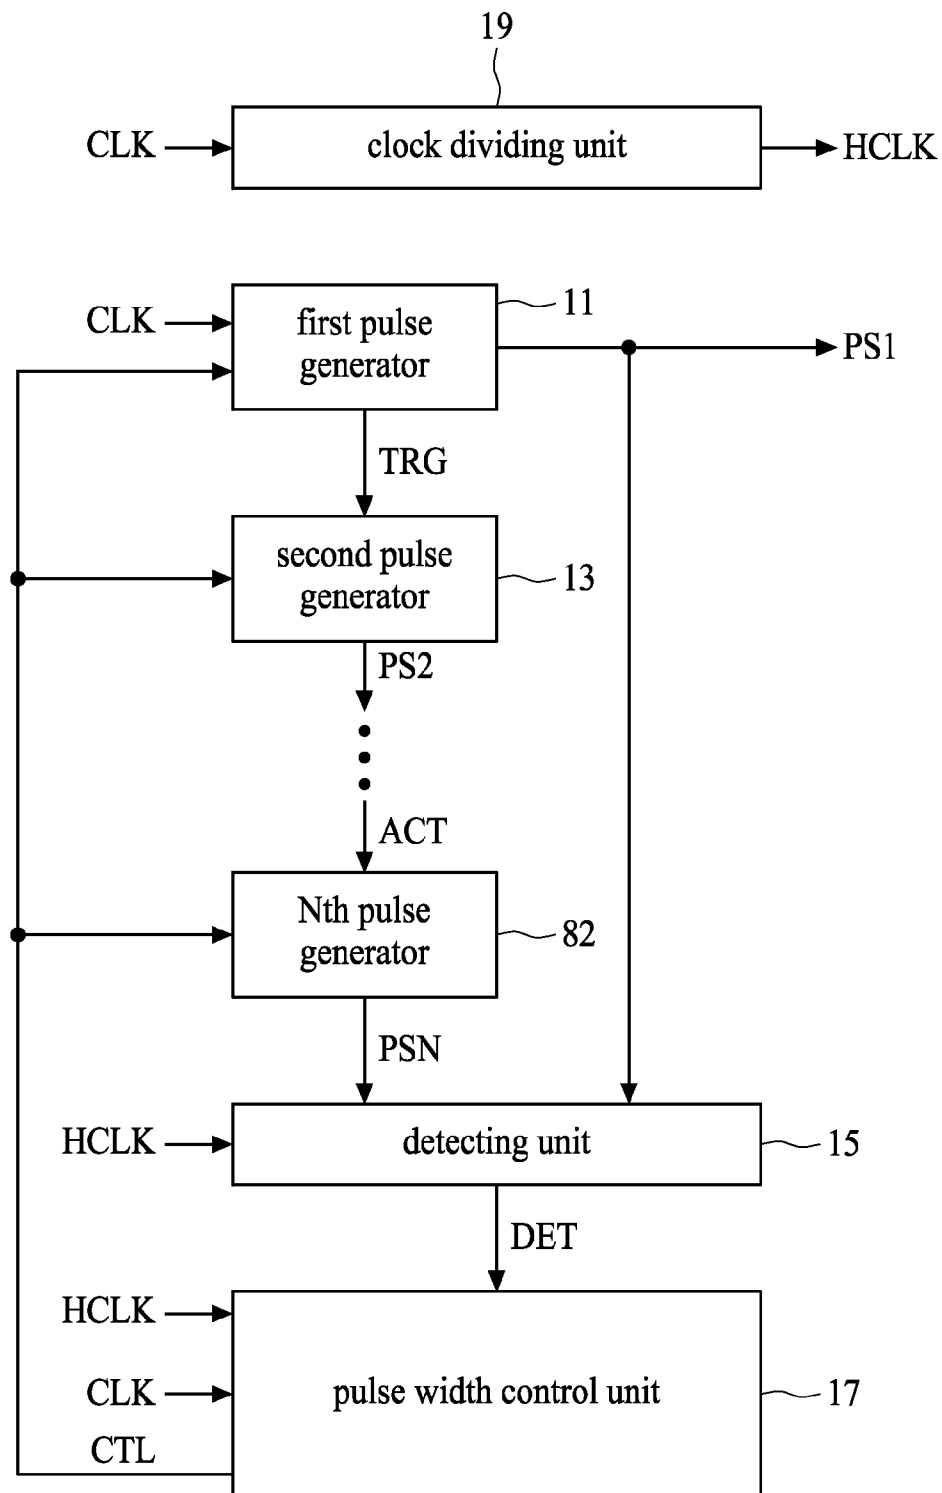 19
CLK
clock dividing unit
HCLK
CLK
first pulse
generator
11
PS1
TRG
second pulse
generator
13
PS2
ACT
Nth pulse
generator
82
PSN
HCLK
detecting unit
15
DET
HCLK
CLK
pulse width control unit
17
CTL